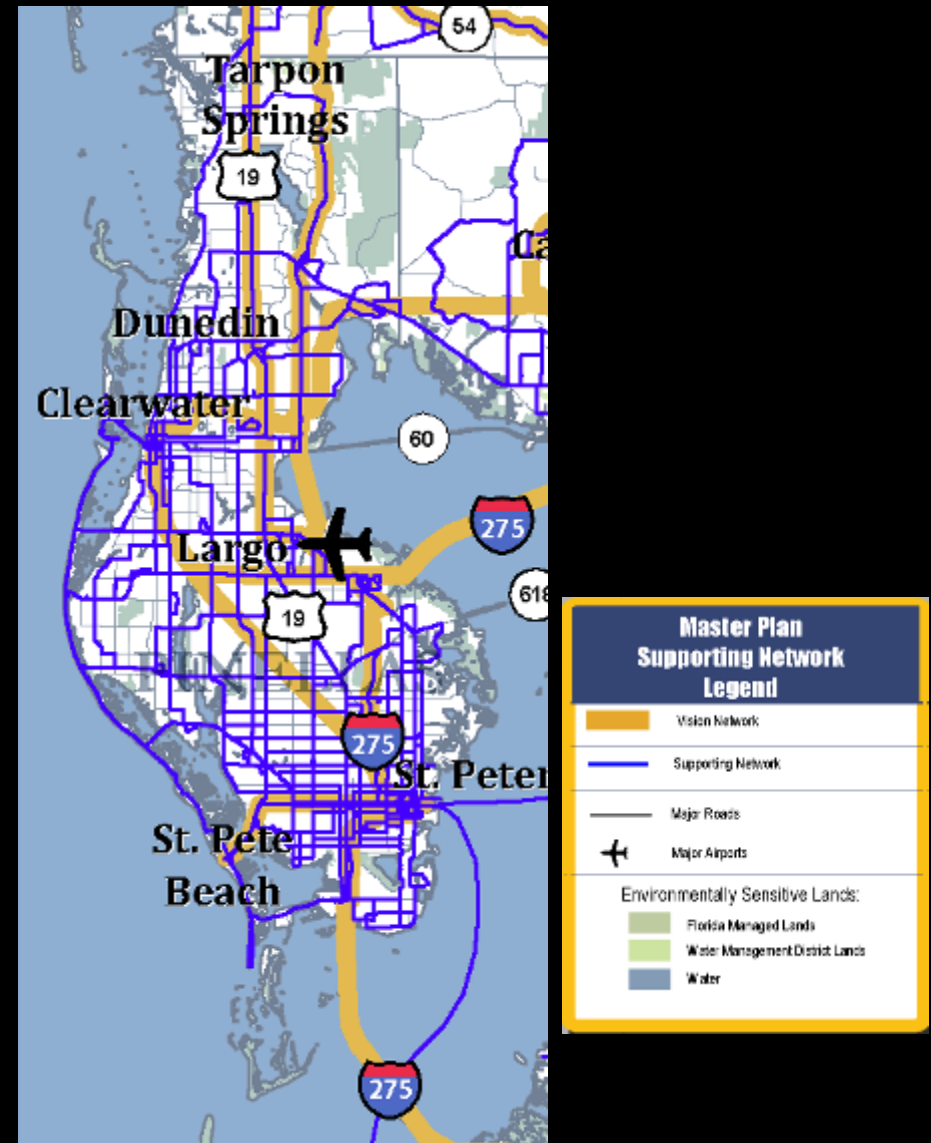 54
Tarpon
Springs
19
Ca
Dunedin
Clearwater
60
275
Largo
618
19
PINELLAS
275
St. Peter
St. Pete
Beach
275
Master Plan
Supporting Network
Legend
Vision Network
Supporting Network
Major Roads
Major Airports
Environmentally Sensitive Lands:
Florida Managed Lands
Water Management District Lands
Water